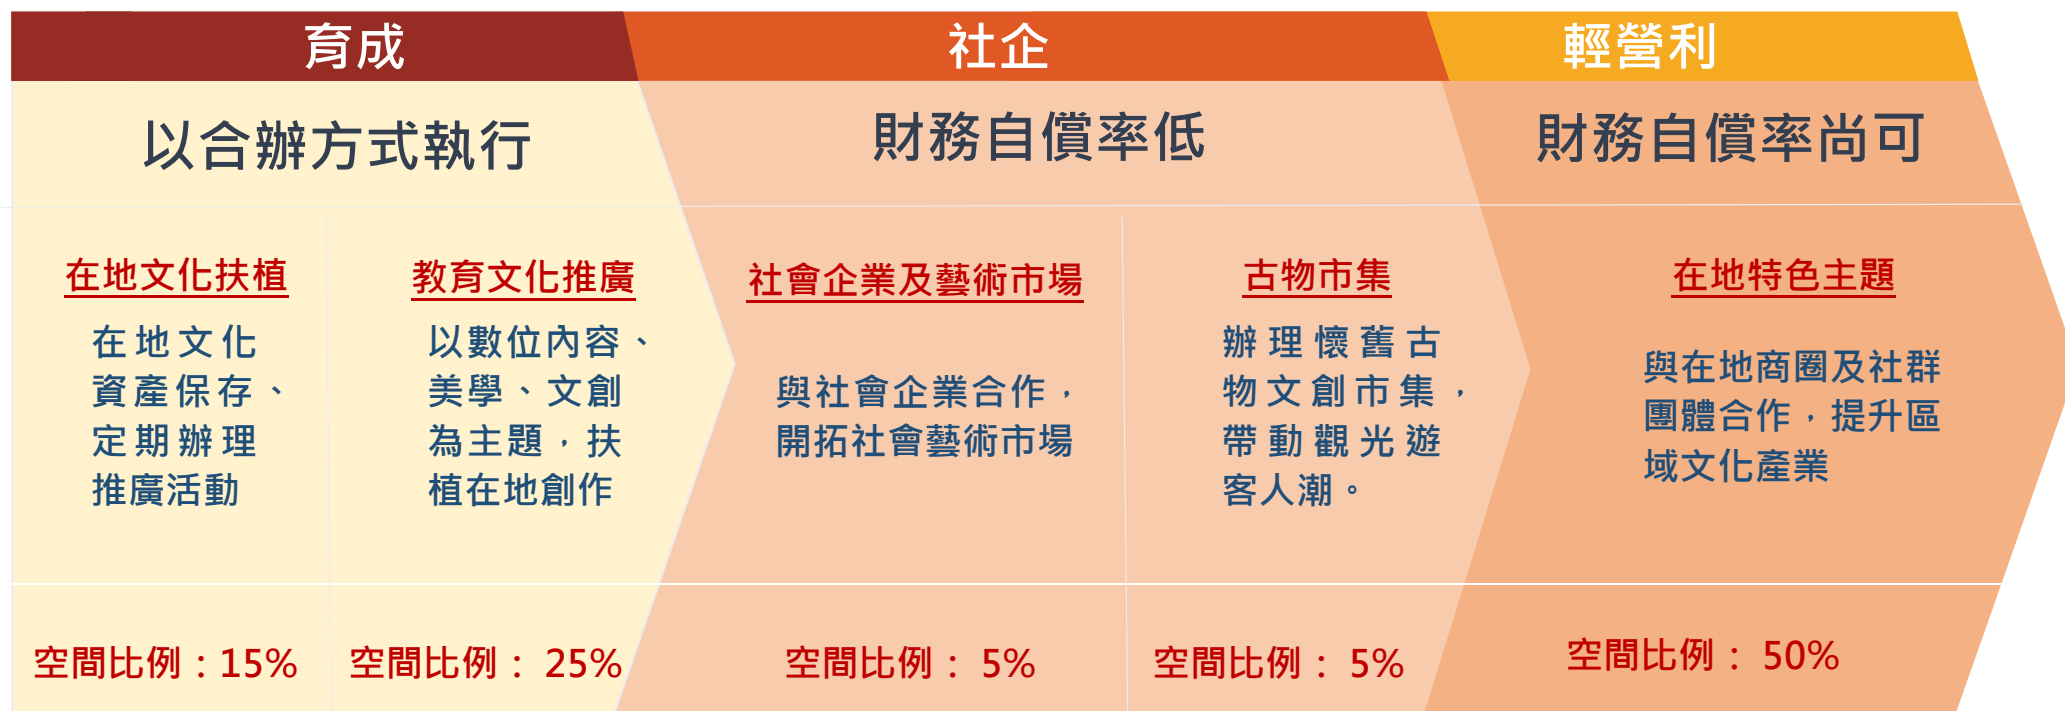 育成
社企
輕營利
以合辦方式執行
財務自償率低
財務自償率尚可
在地文化扶植
在地文化
資產保存、
定期辦理
推廣活動
教育文化推廣
以數位內容、
美學、文創
為主題，扶
植在地創作
社會企業及藝術市場
與社會企業合作，
開拓社會藝術市場
古物市集
辦理懷舊古
物文創市集，
帶動觀光遊
客人潮。
在地特色主題
與在地商圈及社群
團體合作，提升區
域文化產業
空間比例：15%
空間比例： 25%
空間比例： 5%
空間比例： 5%
空間比例： 50%